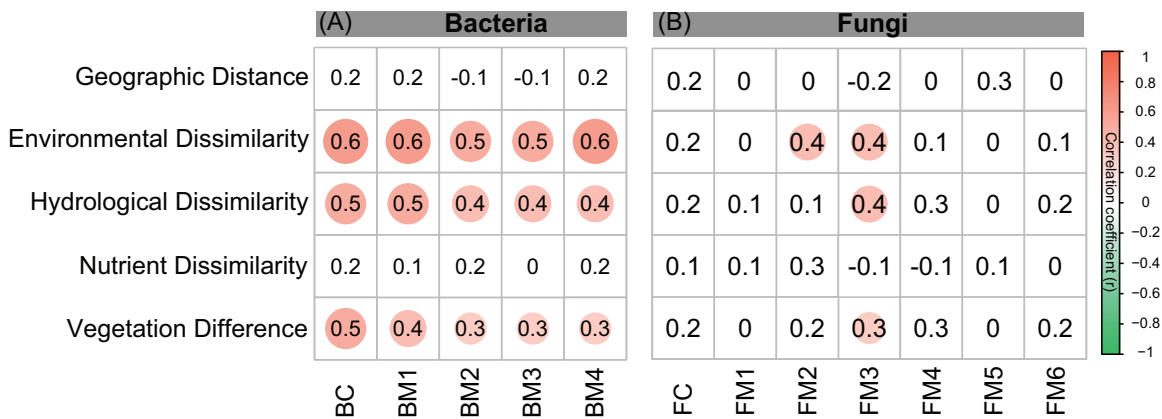 (A) Bacteria (B) Fungi
Geographic Distance 0.2 0.2 -0.1 -0.1 0.2 0.2 0 0 -0.2 0 0.3 0
Environmental Dissimilarity 0.6 0.6 0.5 0.5 0.6 0.2 0 0.4 0.4 0.1 0 0.1
Hydrological Dissimilarity 0.5 0.5 0.4 0.4 0.4 0.2 0.1 0.1 0.4 0.3 0 0.2
Nutrient Dissimilarity 0.2 0.1 0.2 0 0.2 0.1 0.1 0.3 -0.1 -0.1 0.1 0
Vegetation Difference 0.5 0.4 0.3 0.3 0.3 0.2 0 0.2 0.3 0.3 0 0.2
BC BM1 BM2 BM3 BM4 FC FM1 FM2 FM3 FM4 FM5 FM6
Correlation coefficient (r)
1
0.8
0.6
0.4
0.2
0
−0.2
−0.4
−0.6
−0.8
−1